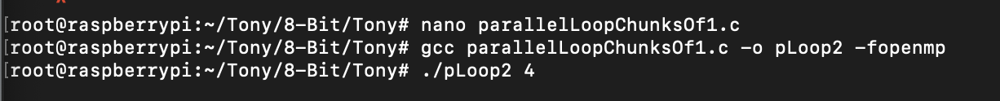 [root@raspberrypi:~/Tony/8-Bit/Tony# nano parallelLoopChunksOf1.c
[root@raspberrypi:~/Tony/8-Bit/Tony# gcc parallelLoopChunksOf1.c -o pLoop2 -fopenmp
[root@raspberrypi:~/Tony/8-Bit/Tony# ./pLoop2 4